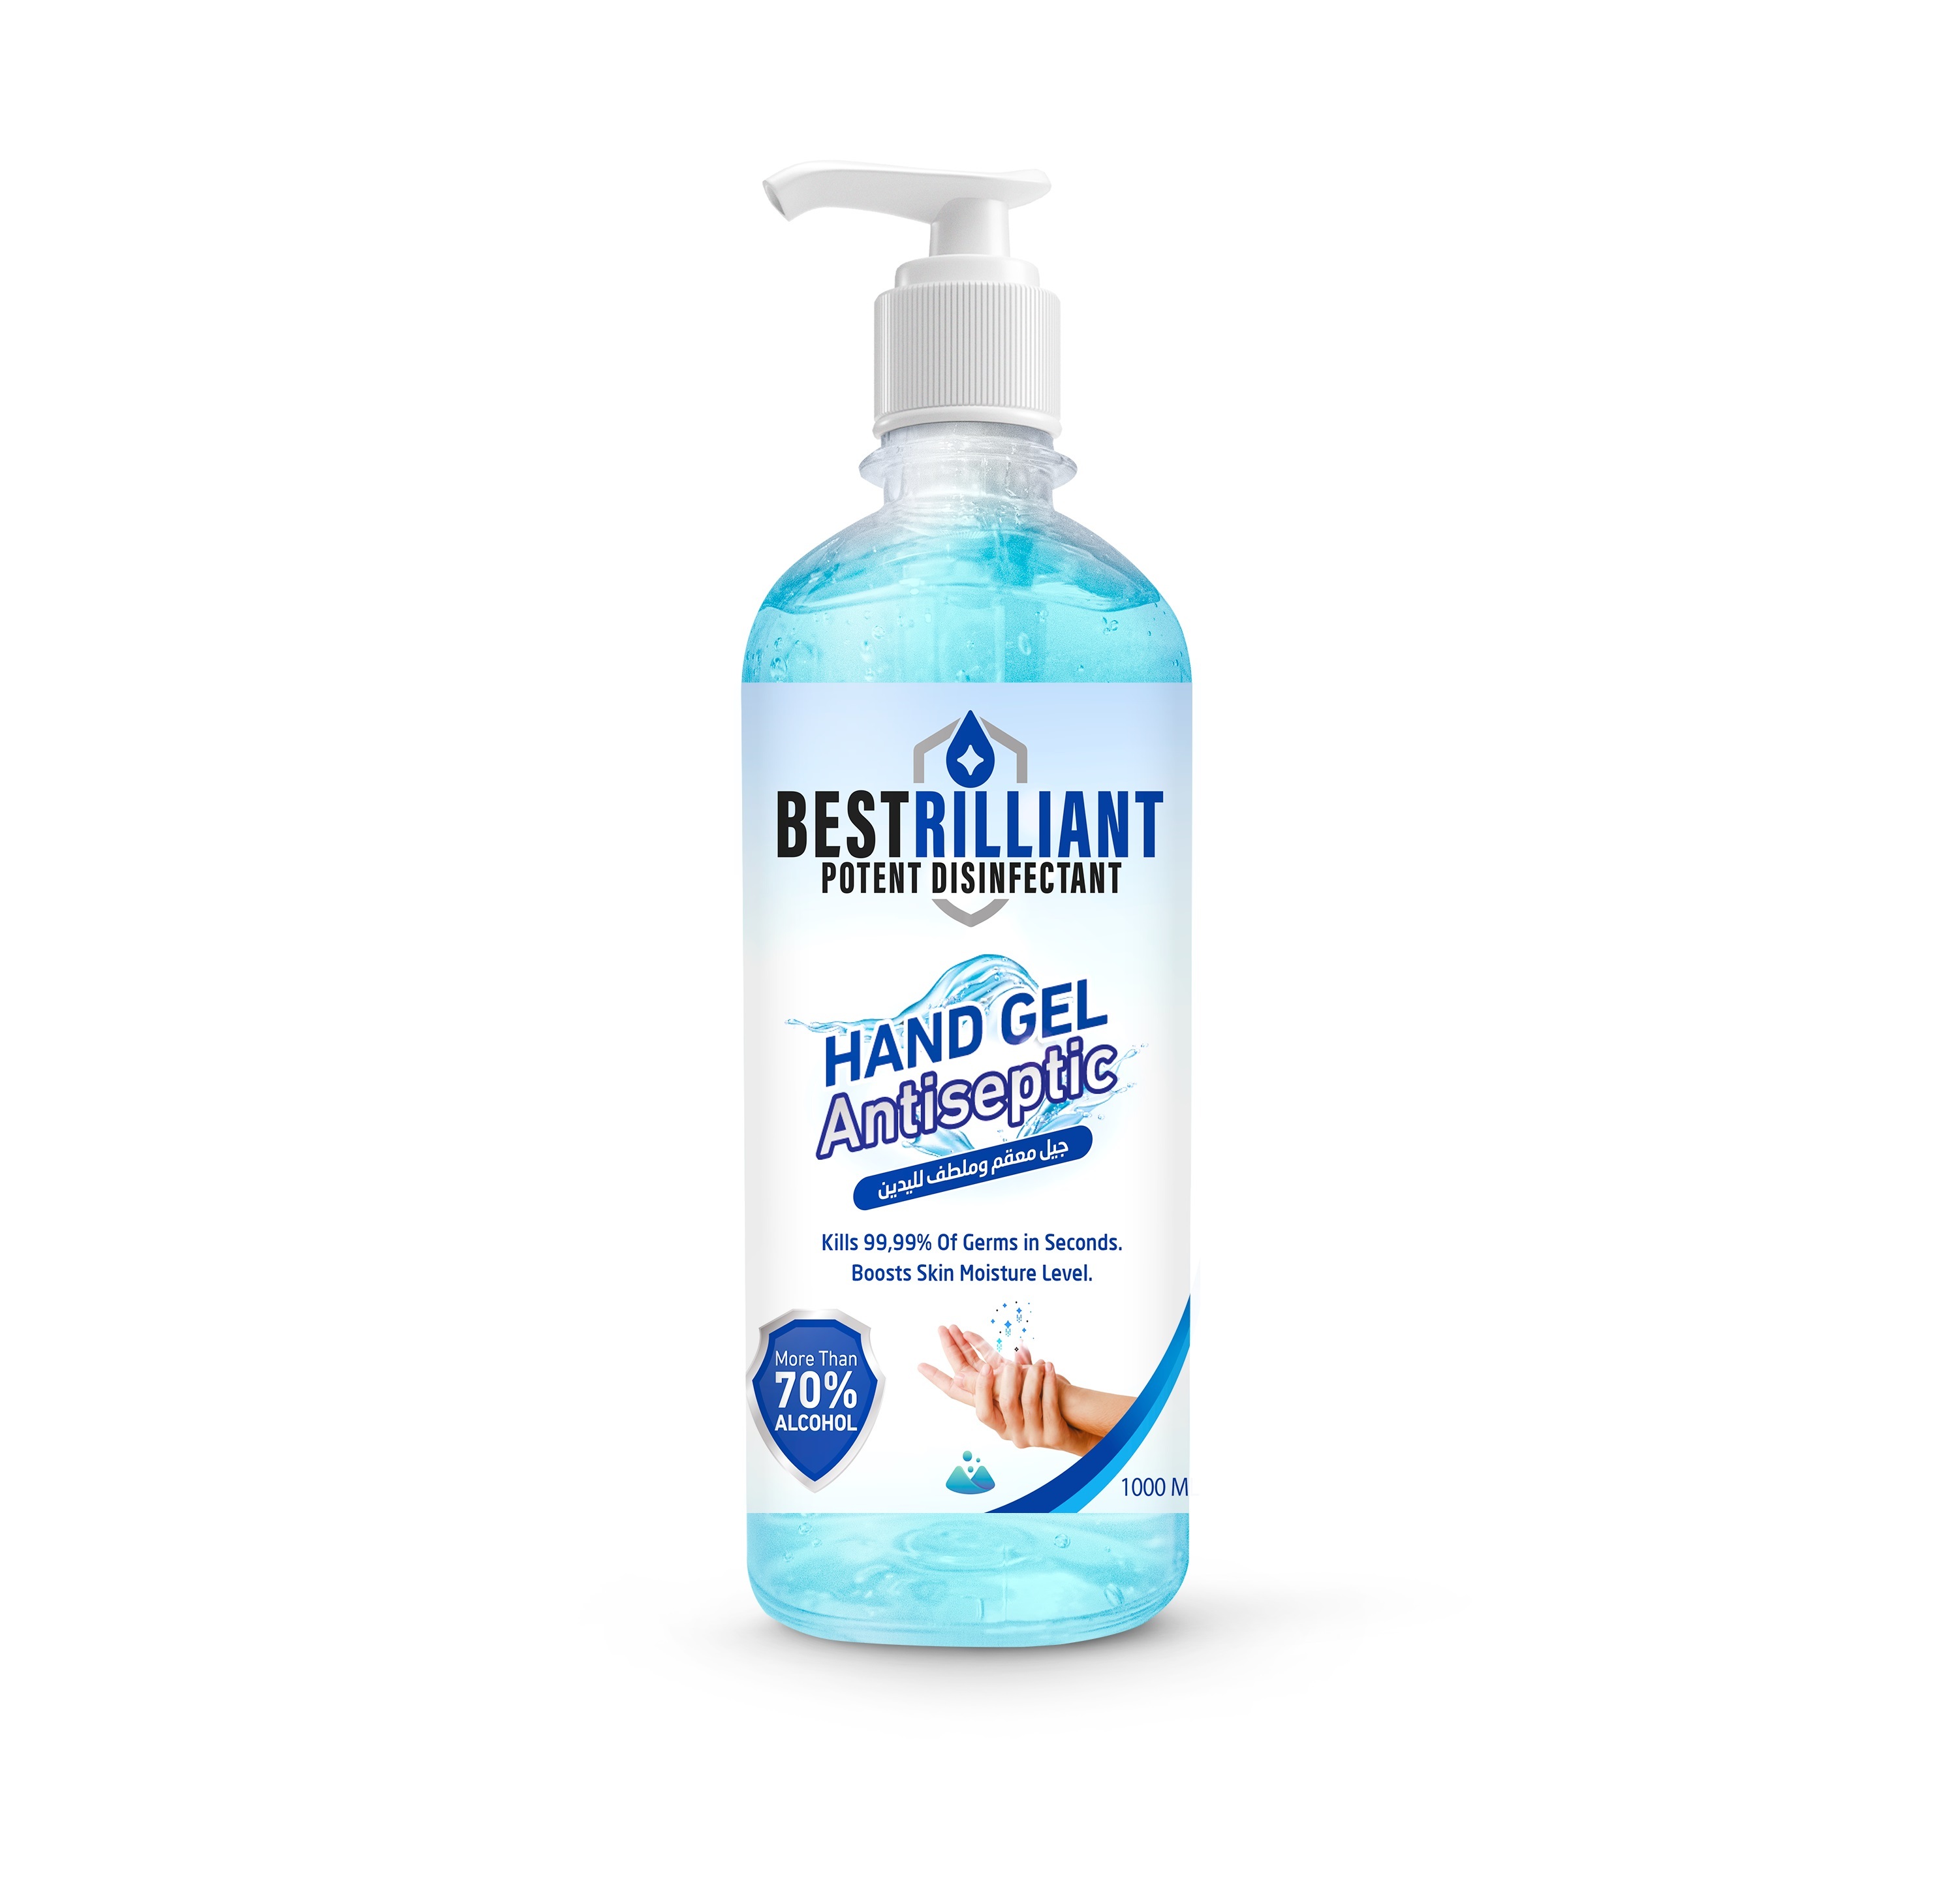 BESTRILLIANT
POTENT DISINFECTANT
HAND GEL
Antiseptic
جيل معقم وملطف لليدين
Kills 99,99% Of Germs in Seconds.
Boosts Skin Moisture Level.
More Than
70%
ALCOHOL
1000 M